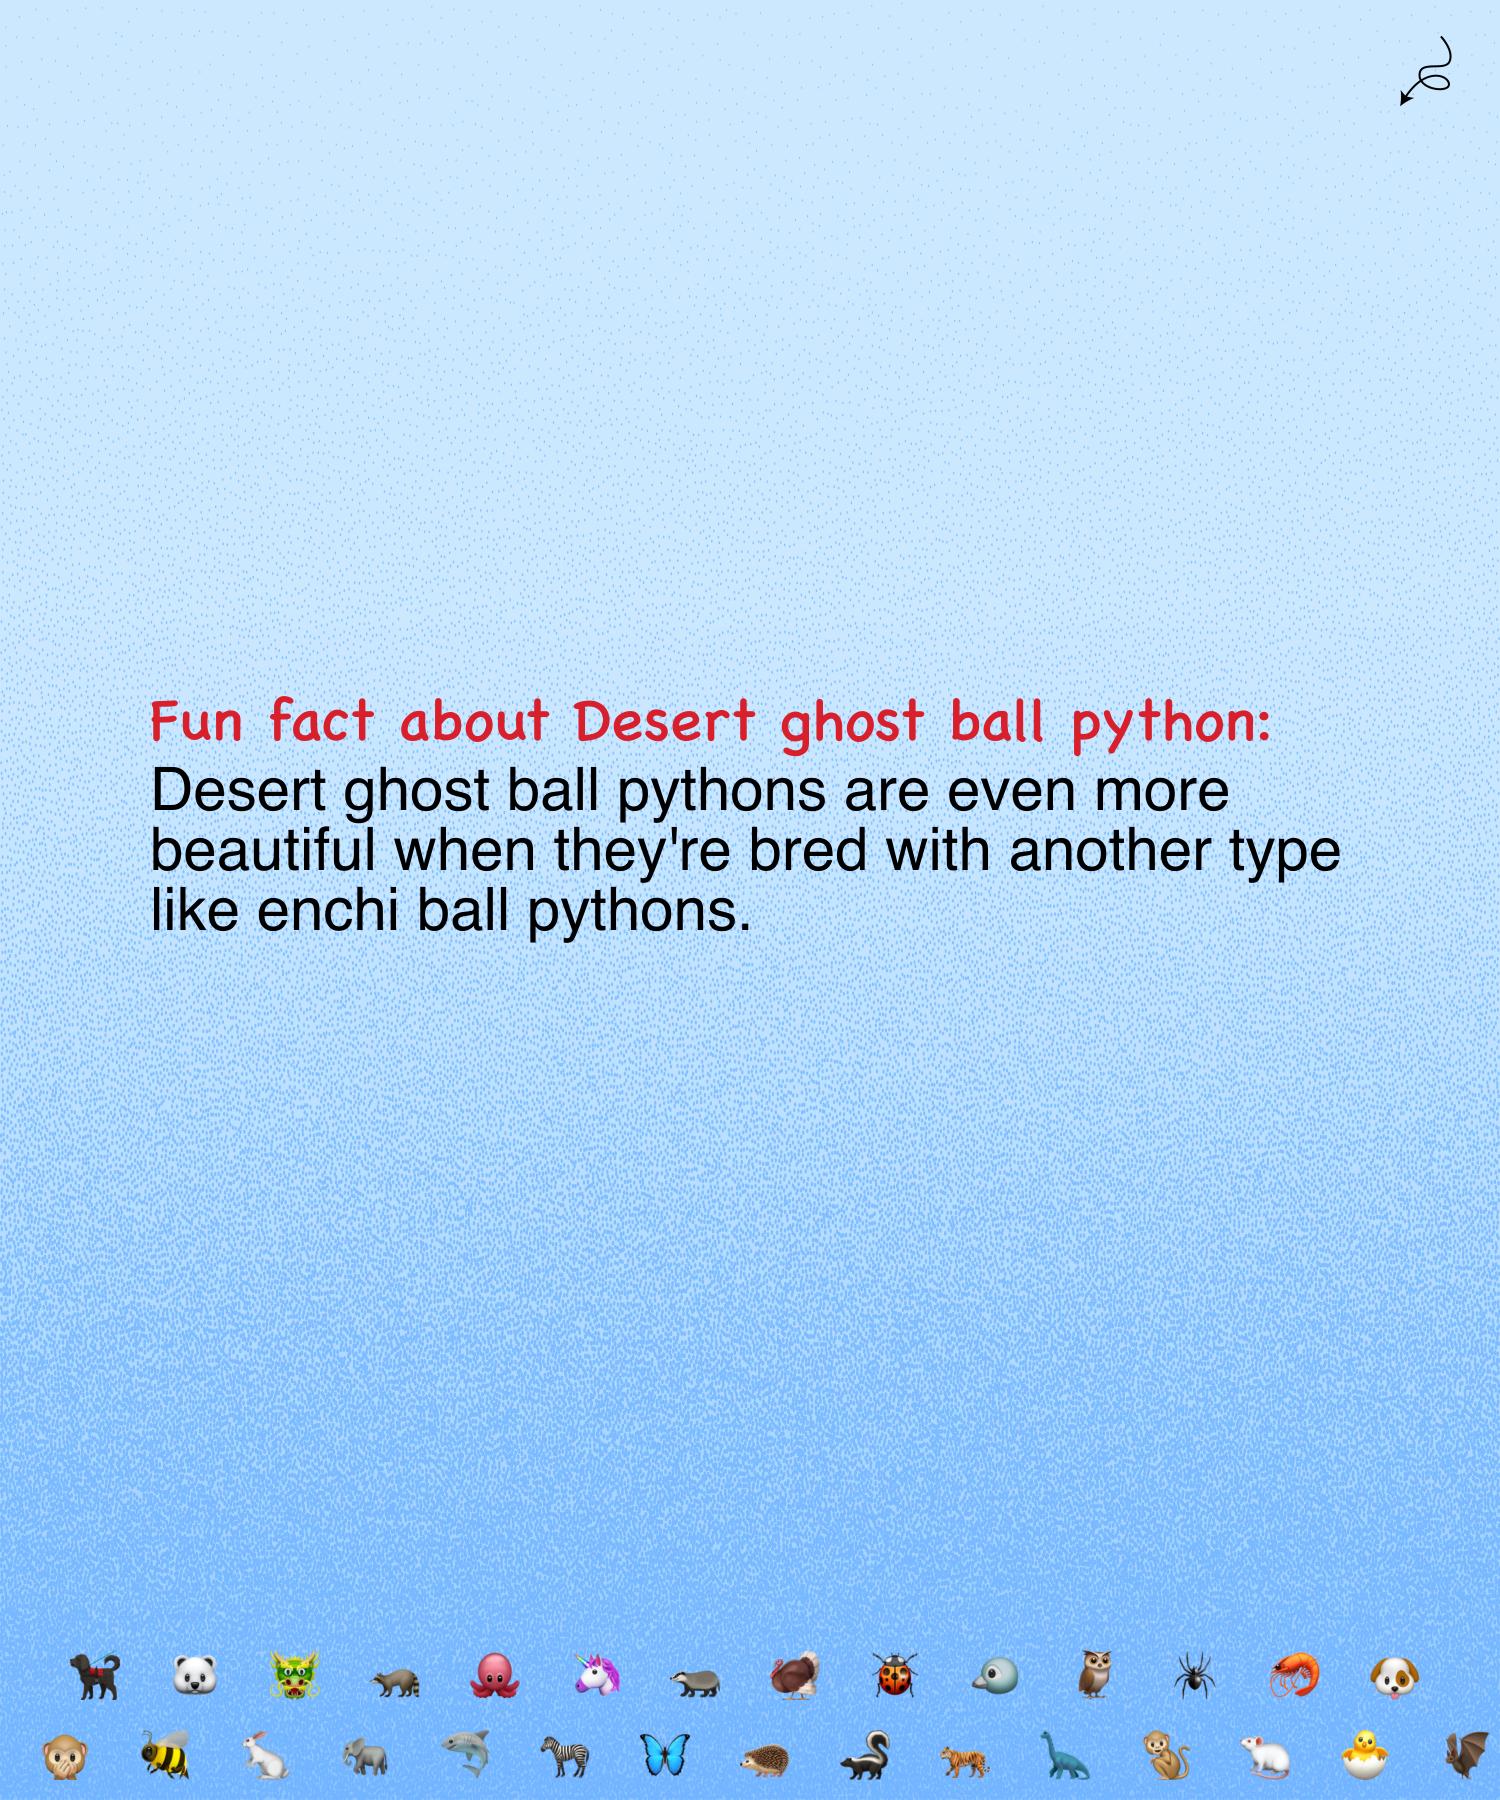 Fun fact about Desert ghost ball python:
Desert ghost ball pythons are even more
beautiful when they're bred with another type
like enchi ball pythons.